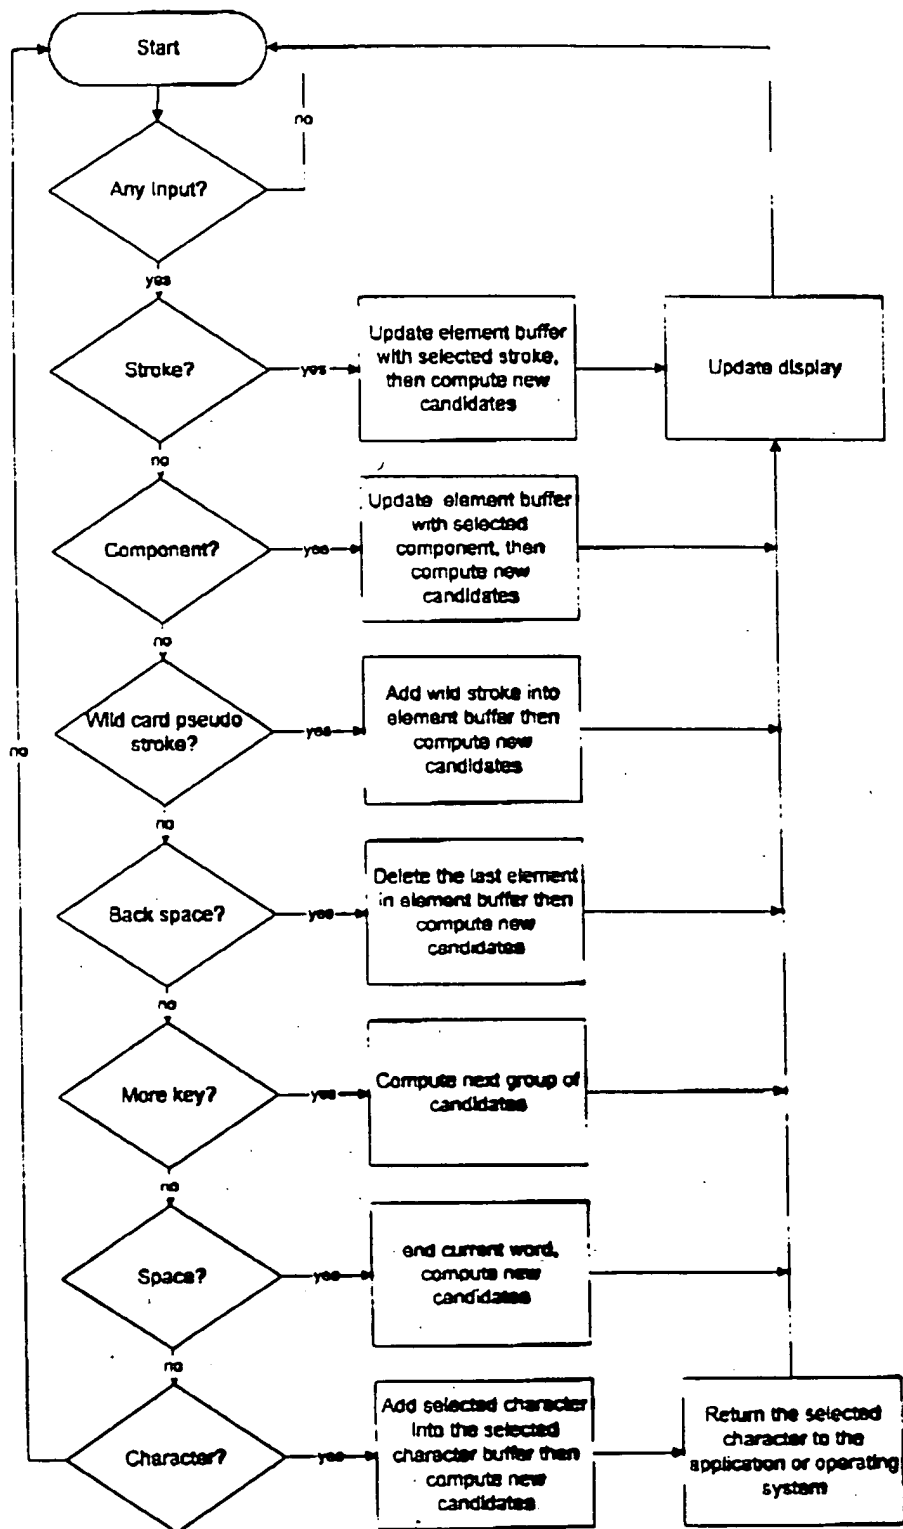 Start
no
Any Input?
yes
Stroke?
yes
Update element buffer
with selected stroke,
then compute new
candidates
Update display
no
Component?
yes
Update element buffer
with selected
component, then
compute new
candidates
no
Wild card pseudo
stroke?
yes
Add wild stroke into
element buffer then
compute new
candidates
no
no
Back space?
yes
Delete the last element
in element buffer then
compute new
candidates
no
More key?
yes
Compute next group of
candidates
no
Space?
yes
end current word,
compute new
candidates
no
Character?
yes
Add selected character
into the selected
character buffer then
compute new
candidates
Return the selected
character to the
application or operating
system